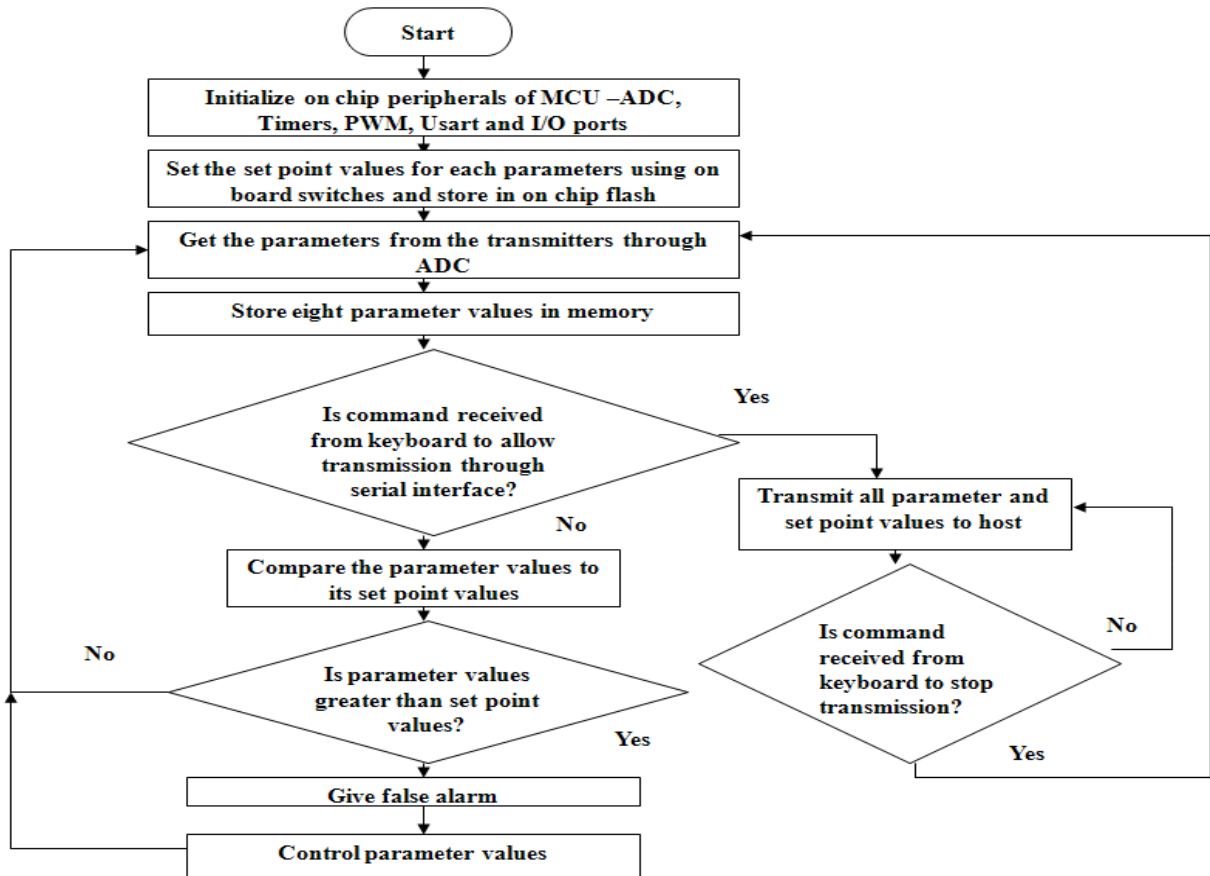 Start
Initialize on chip peripherals of MCU –ADC,
Timers, PWM, Usart and I/O ports
Set the set point values for each parameters using on
board switches and store in on chip flash
Get the parameters from the transmitters through
ADC
Store eight parameter values in memory
Is command received
from keyboard to allow
transmission through
serial interface?
Yes
No
Transmit all parameter and
set point values to host
Compare the parameter values to
its set point values
Is command
received from
keyboard to stop
transmission?
No
Yes
No
Is parameter values
greater than set point
values?
Yes
Give false alarm
Control parameter values